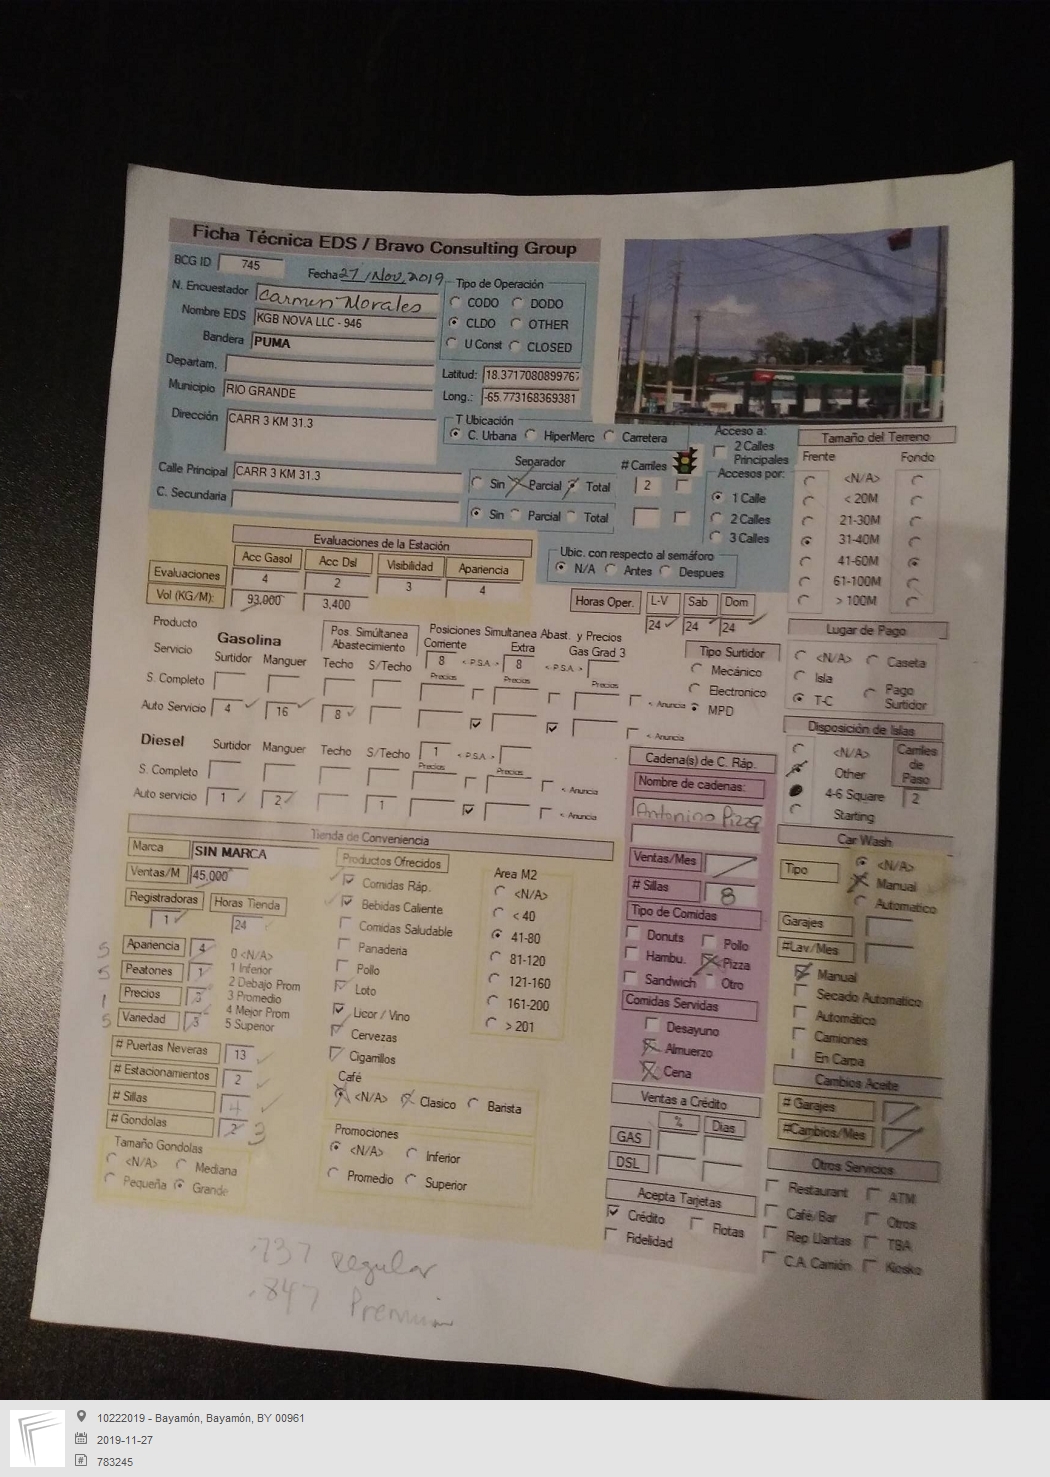 Ficha Técnica EDS / Bravo Consulting Group
BCG ID 745
Fecha 27 / Nov, 2019
N. Encuestador Carmen Morales
Nombre EDS KGB NOVA LLC - 946
Bandera PUMA
Departam.
Municipio RIO GRANDE
Dirección CARR 3 KM 31.3
Calle Principal CARR 3 KM 31.3
C. Secundaria
Tipo de Operación
CODO DODO
CLDO OTHER
U Const CLOSED
Latitud: 18.3717080899767
Long.: -65.773168369381
T Ubicación
C. Urbana HiperMerc Carretera
Separador
# Carriles
Sin Parcial Total 2
Sin Parcial Total
Acceso a:
2 Calles
Principales
Accesos por:
1 Calle
2 Calles
3 Calles
Tamaño del Terreno
Frente Fondo
<N/A>
< 20M
21-30M
31-40M
41-60M
61-100M
> 100M
Evaluaciones de la Estación
Acc Gasol Acc Dsl Visibilidad Apariencia
Evaluaciones 4 2 3 4
Vol (KG/M): 93,000 3,400
Ubic. con respecto al semáforo
N/A Antes Despues
Horas Oper. L-V Sab Dom
24 24 24
Producto
Servicio
Gasolina
Surtidor Manguer
Pos. Simúltanea
Abastecimiento
Techo S/Techo
Posiciones Simultanea Abast. y Precios
Corriente Extra Gas Grad 3
8 < P.S.A. > 8 < P.S.A. >
Precios Precios Precios
S. Completo
< Anuncia
Auto Servicio 4 16 8
< Anuncia
Tipo Surtidor
Mecánico
Electronico
MPD
Lugar de Pago
<N/A> Caseta
Isla
T-C Pago
Surtidor
Diesel
Surtidor Manguer Techo S/Techo 1 < P.S.A. >
Precios Precios
S. Completo
< Anuncia
Auto servicio 1 2 1
< Anuncia
Disposición de Islas
<N/A>
Other
4-6 Square
Starting
Carriles
de
Paso
2
Cadena(s) de C. Ráp.
Nombre de cadenas:
Antonino Pizza
Ventas/Mes
# Sillas 8
Tipo de Comidas
Donuts Pollo
Hambu. Pizza
Sandwich Otro
Comidas Servidas
Desayuno
Almuerzo
Cena
Car Wash
Tipo
<N/A>
Manual
Automatico
Garajes
#Lav/Mes
Manual
Secado Automatico
Automático
Camiones
En Carpa
Cambios Aceite
# Garajes
#Cambios/Mes
Tienda de Conveniencia
Marca SIN MARCA
Ventas/M 45,000
Registradoras Horas Tienda
1 24
5 Apariencia 4
5 Peatones 1
1 Precios 3
5 Variedad 3
0 <N/A>
1 Inferior
2 Debajo Prom
3 Promedio
4 Mejor Prom
5 Superior
# Puertas Neveras 13
# Estacionamientos 2
# Sillas 4
# Gondolas 2 3
Tamaño Gondolas
<N/A> Mediana
Pequeña Grande
Productos Ofrecidos
Comidas Ráp.
Bebidas Caliente
Comidas Saludable
Panaderia
Pollo
Loto
Licor / Vino
Cervezas
Cigarrillos
Area M2
<N/A>
< 40
41-80
81-120
121-160
161-200
> 201
Café
<N/A> Clasico Barista
Promociones
<N/A> Inferior
Promedio Superior
Ventas a Crédito
% Dias
GAS
DSL
Acepta Tarjetas
Crédito Flotas
Fidelidad
Otros Servicios
Restaurant ATM
Café/Bar Otros
Rep Llantas TBA
C.A. Camión Kiosko
.737 Regular
.847 Premium
10222019 - Bayamón, Bayamón, BY 00961
2019-11-27
783245